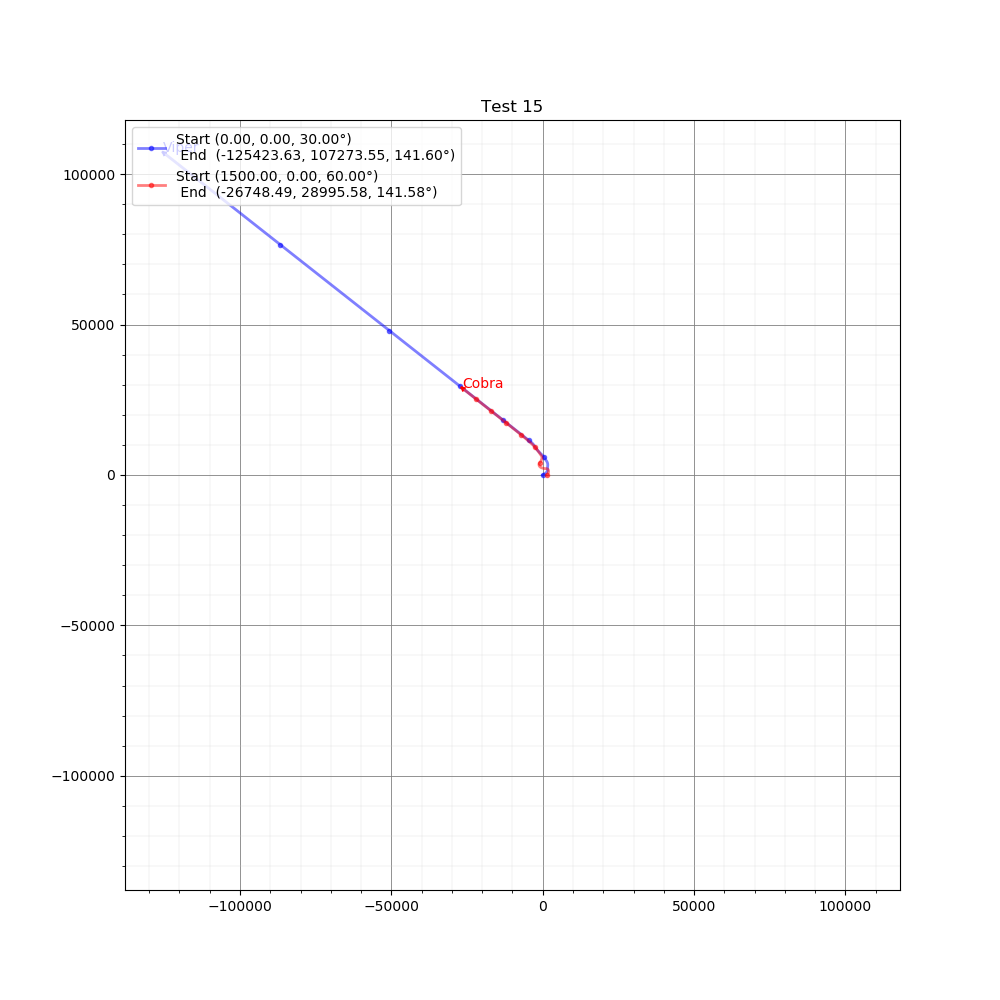 Test 15
Start (0.00, 0.00, 30.00°)
End (-125423.63, 107273.55, 141.60°)
Start (1500.00, 0.00, 60.00°)
End (-26748.49, 28995.58, 141.58°)
Viper
Cobra
100000
50000
0
−50000
−100000
−100000 −50000 0 50000 100000